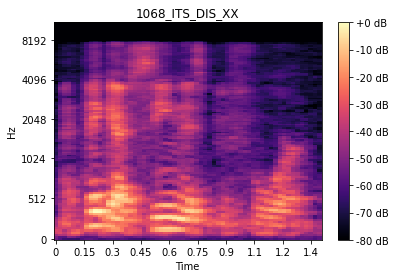 1068_ITS_DIS_XX
+0 dB
8192
-10 dB
4096
-20 dB
-30 dB
2048
Hz
-40 dB
1024
-50 dB
512
-60 dB
-70 dB
0
-80 dB
0 0.15 0.3 0.45 0.6 0.75 0.9 1.1 1.2 1.4
Time